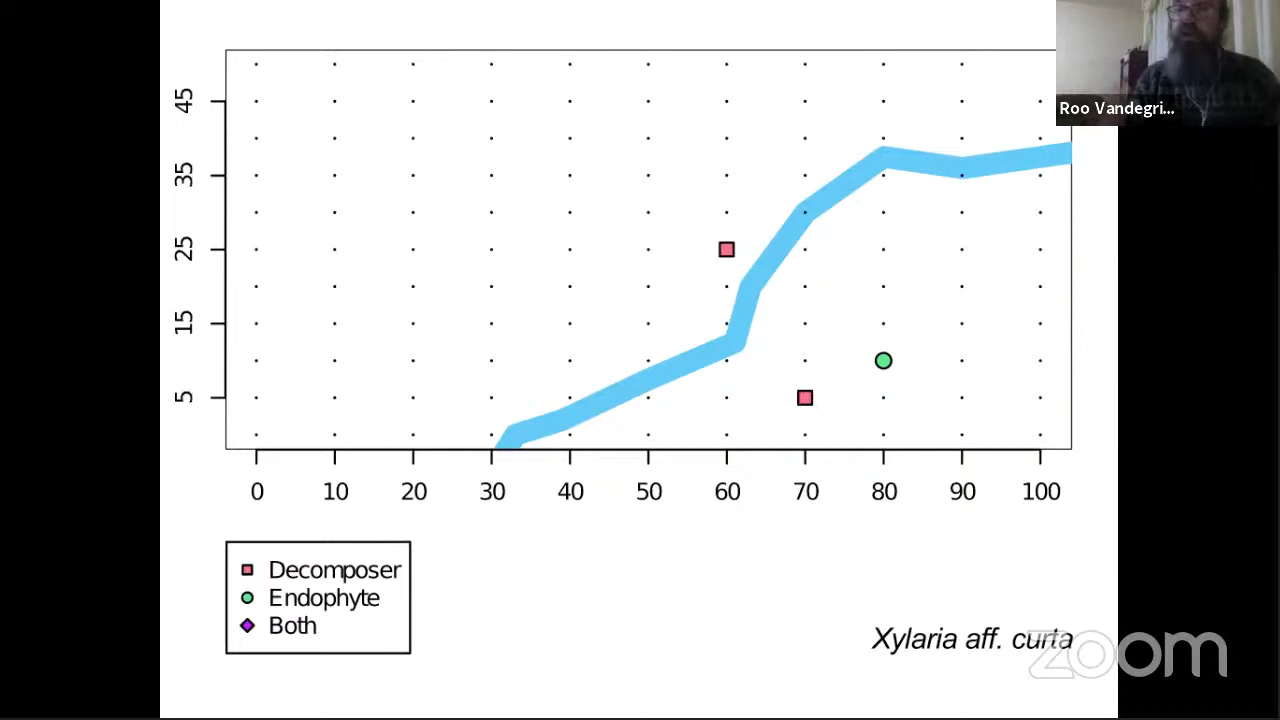 Roo Vandegri...
45
35
25
15
5
0 10 20 30 40 50 60 70 80 90 100
Decomposer
Endophyte
Both
Xylaria aff. curta
zoom